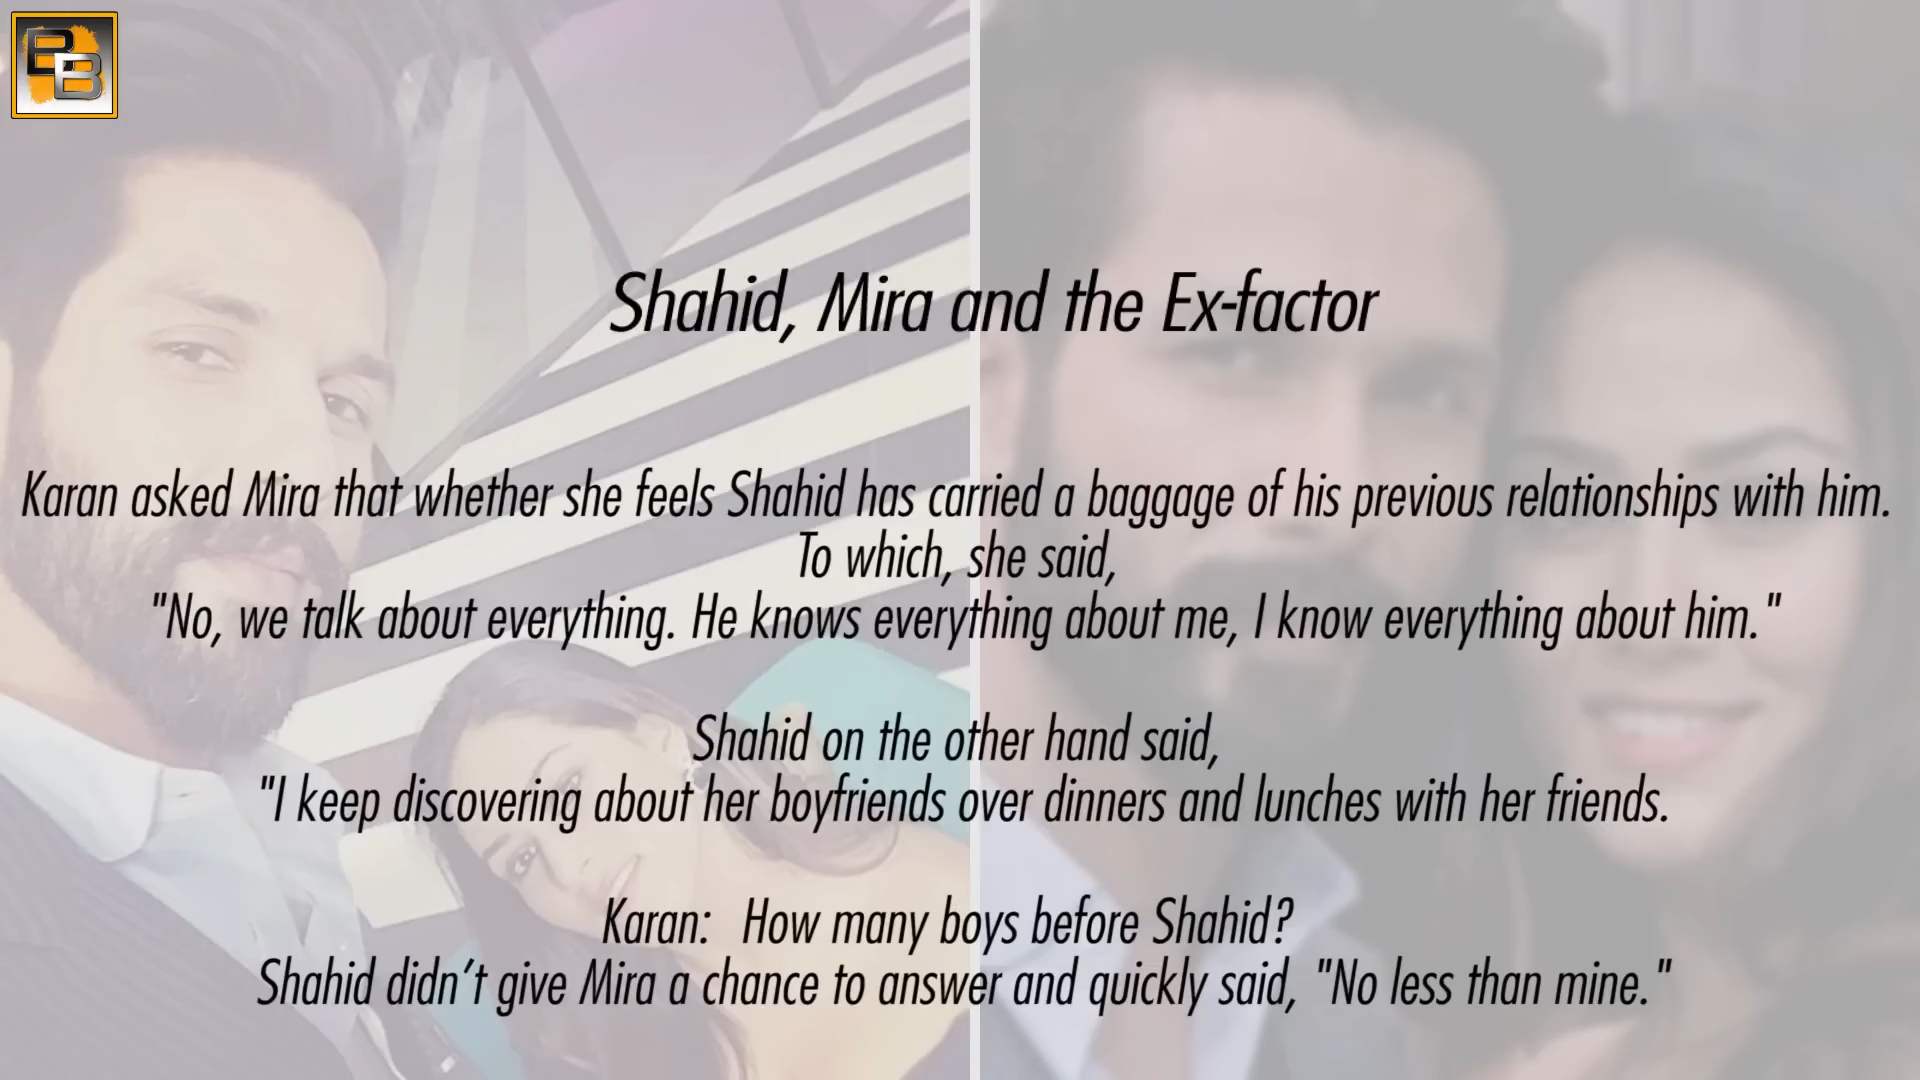 BB
Shahid, Mira and the Ex-factor
Karan asked Mira that whether she feels Shahid has carried a baggage of his previous relationships with him.
To which, she said,
"No, we talk about everything. He knows everything about me, I know everything about him."
Shahid on the other hand said,
"I keep discovering about her boyfriends over dinners and lunches with her friends.
Karan:  How many boys before Shahid?
Shahid didn’t give Mira a chance to answer and quickly said, "No less than mine."